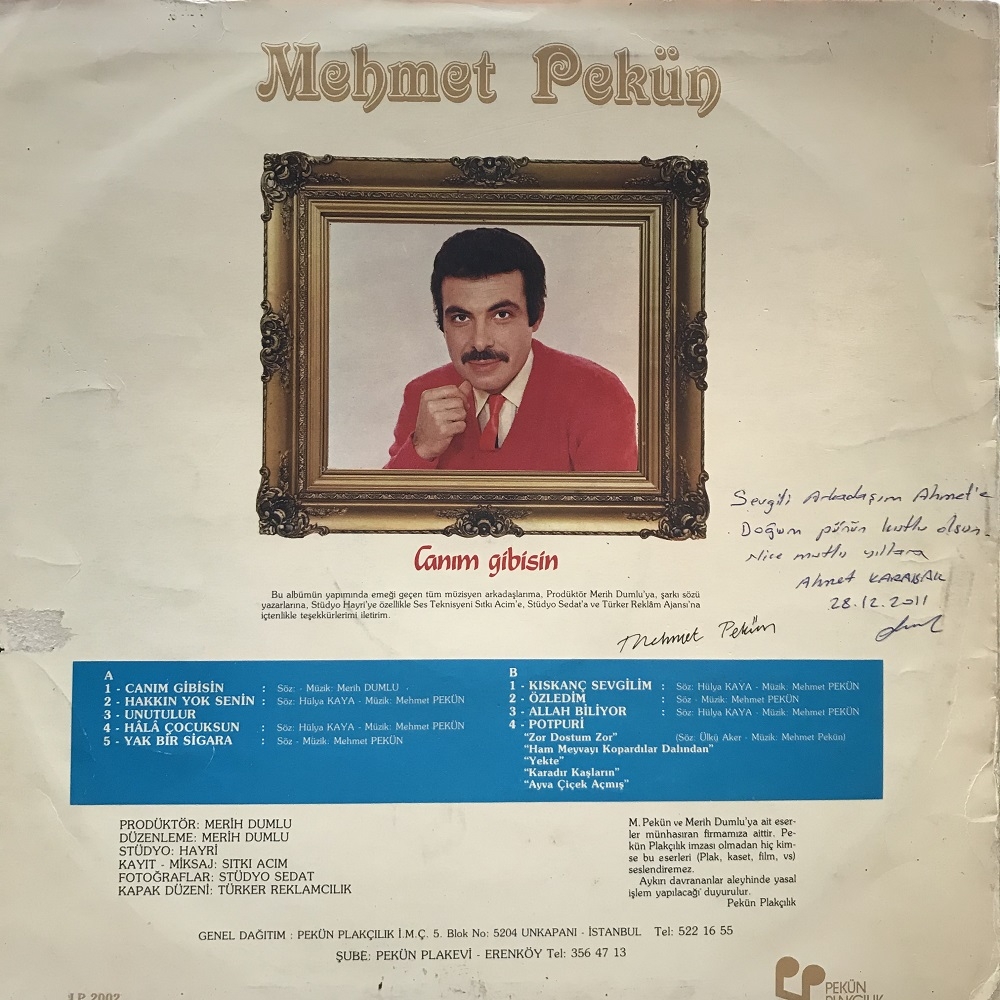 Mehmet Pekün
Sevgili Arkadaşım Ahmet'e
Doğum günün kutlu olsun
Nice mutlu yıllara
Ahmet KARABAK
28.12.2011
Canım gibisin
Bu albümün yapımında emeği geçen tüm müzisyen arkadaşlarıma, Prodüktör Merih Dumlu'ya, şarkı sözü
yazarlarına, Stüdyo Hayri'ye özellikle Ses Teknisyeni Sıtkı Acim'e, Stüdyo Sedat'a ve Türker Reklâm Ajansı'na
içtenlikle teşekkürlerimi iletirim.
Mehmet Pekün
A
1 - CANIM GİBİSİN : Söz: - Müzik: Merih DUMLU
2 - HAKKIN YOK SENİN : Söz: Hülya KAYA - Müzik: Mehmet PEKÜN
3 - UNUTULUR
4 - HÂLÂ ÇOCUKSUN : Söz: Hülya KAYA - Müzik: Mehmet PEKÜN
5 - YAK BİR SİGARA : Söz - Müzik: Mehmet PEKÜN
B
1 - KISKANÇ SEVGİLİM : Söz: Hülya KAYA - Müzik: Mehmet PEKÜN
2 - ÖZLEDİM : Söz - Müzik: Mehmet PEKÜN
3 - ALLAH BİLİYOR : Söz: Hülya KAYA - Müzik: Mehmet PEKÜN
4 - POTPURİ
"Zor Dostum Zor" (Söz: Ülkü Aker - Müzik: Mehmet Pekün)
"Ham Meyvayı Kopardılar Dalından"
"Yekte"
"Karadır Kaşların"
"Ayva Çiçek Açmış"
PRODÜKTÖR: MERİH DUMLU
DÜZENLEME: MERİH DUMLU
STÜDYO: HAYRİ
KAYIT - MİKSAJ: SITKI ACIM
FOTOĞRAFLAR: STÜDYO SEDAT
KAPAK DÜZENİ: TÜRKER REKLAMCILIK
M. Pekün ve Merih Dumlu'ya ait eser-
ler münhasıran firmamıza aittir. Pe-
kün Plakçılık imzası olmadan hiç kim-
se bu eserleri (Plak, kaset, film, vs)
seslendiremez.
Aykırı davrananlar aleyhinde yasal
işlem yapılacağı duyurulur.
Pekün Plakçılık
GENEL DAĞITIM : PEKÜN PLAKÇILIK İ.M.Ç. 5. Blok No: 5204 UNKAPANI - İSTANBUL Tel: 522 16 55
ŞUBE: PEKÜN PLAKEVİ - ERENKÖY Tel: 356 47 13
LP 2002
PEKÜN
PLAKÇILIK